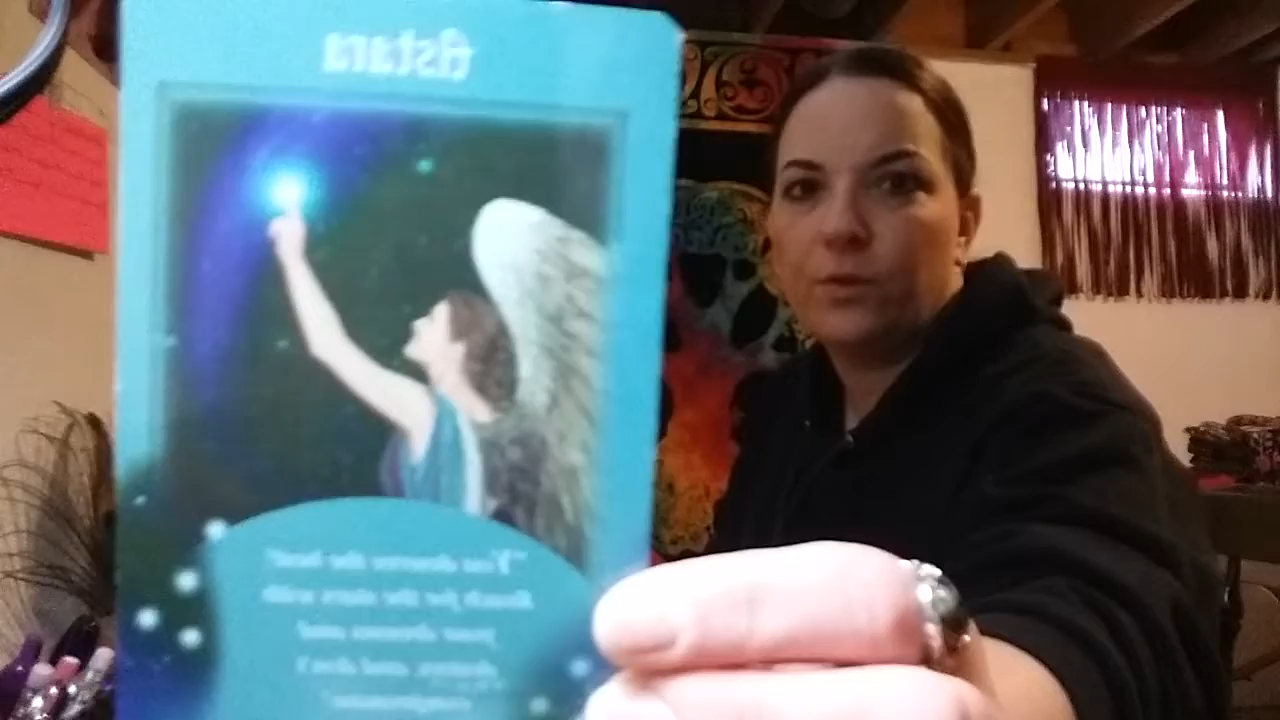 Astara
"You deserve the best!
Reach for the stars with
your dreams and
desires, and don't
compromise."